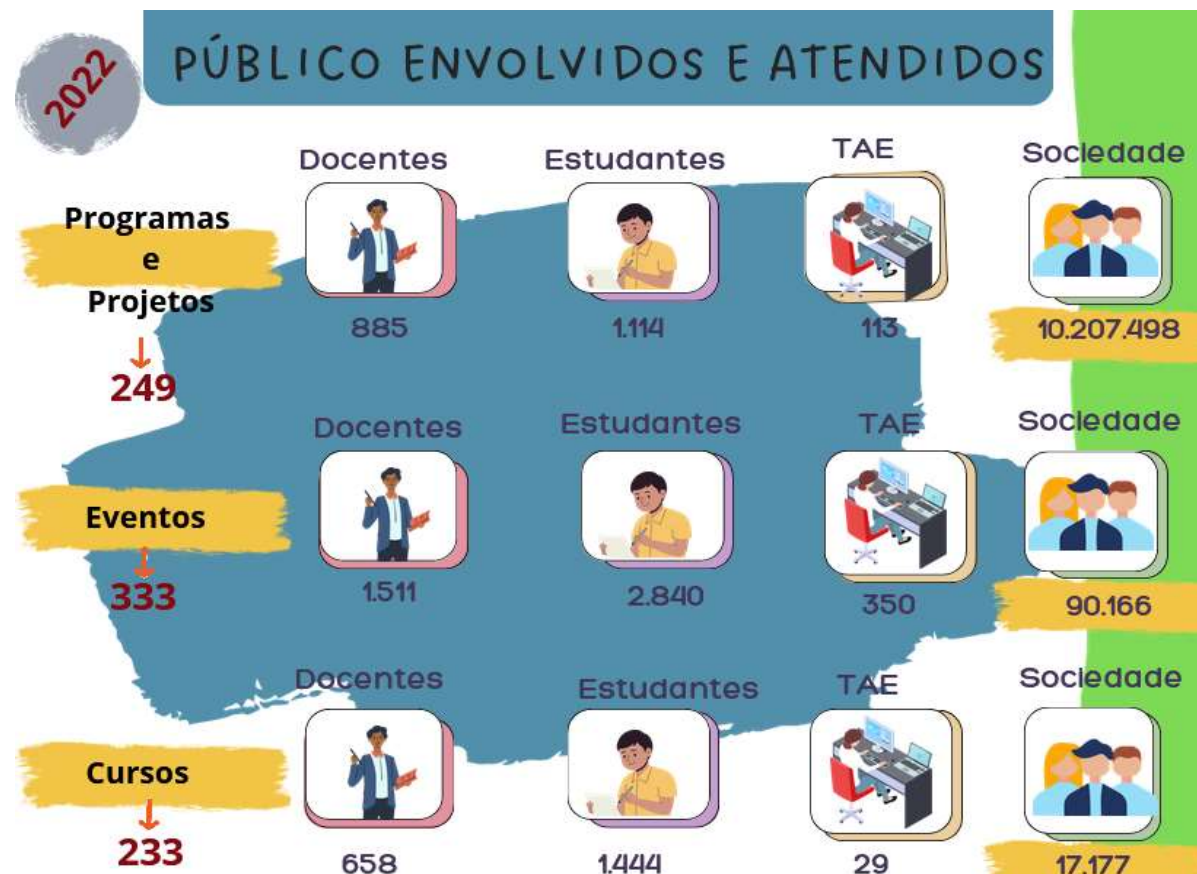 2022
PÚBLICO ENVOLVIDOS E ATENDIDOS
Programas
e
Projetos
249
Docentes
885
Estudantes
1.114
TAE
113
Sociedade
10.207.498
Eventos
333
Docentes
1.511
Estudantes
2.840
TAE
350
Sociedade
90.166
Cursos
233
Docentes
658
Estudantes
1.444
TAE
29
Sociedade
17.177